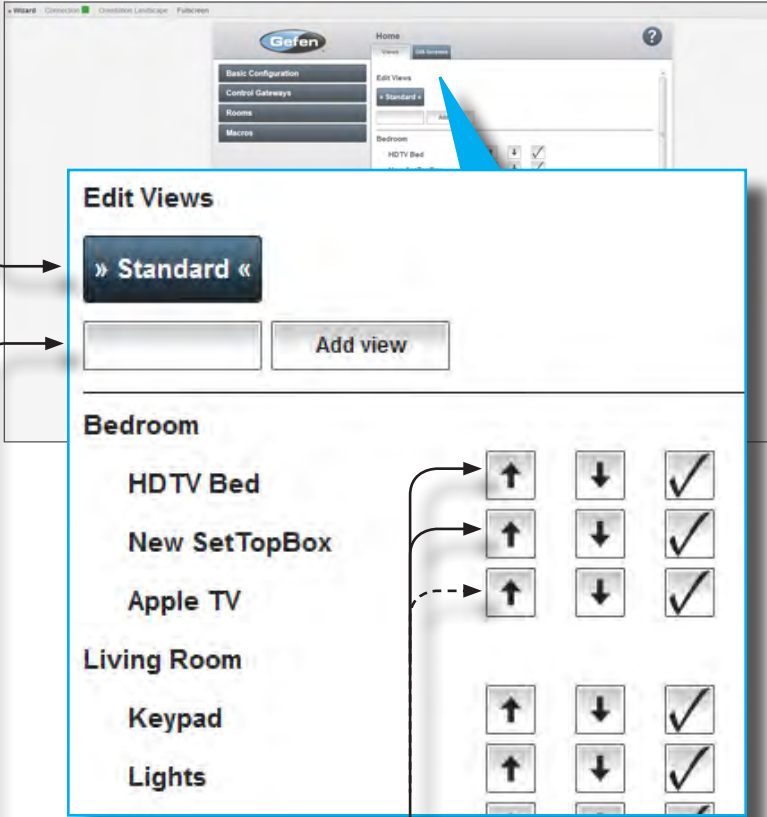 » Wizard Connection Orientation Landscape Fullscreen
Gefen
Home
?
Views Edit Screens
Basic Configuration
Control Gateways
Rooms
Macros
Edit Views
» Standard «
Bedroom
HDTV Bed
Edit Views
» Standard «
Add view
Bedroom
HDTV Bed
New SetTopBox
Apple TV
Living Room
Keypad
Lights